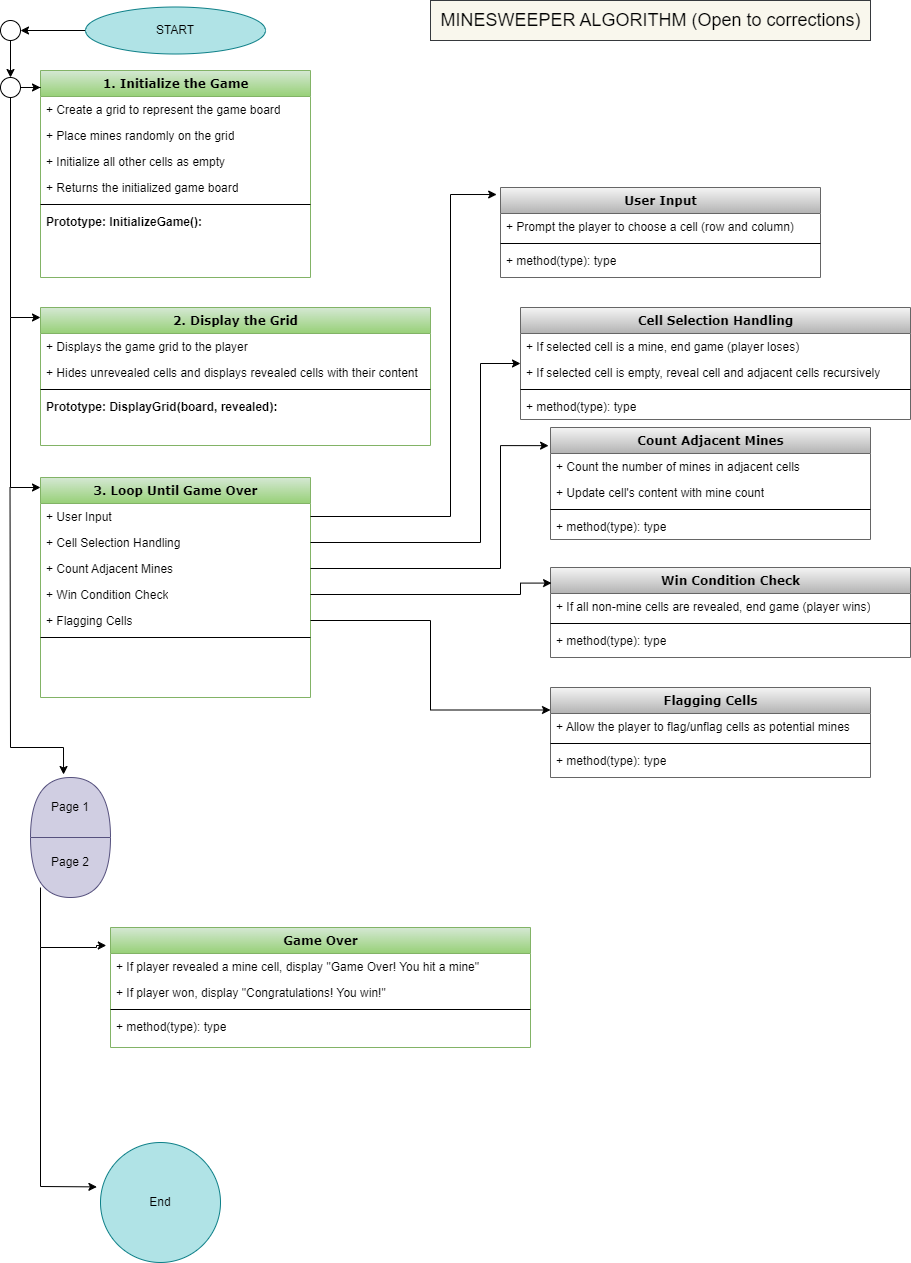 START
MINESWEEPER ALGORITHM (Open to corrections)
1. Initialize the Game
+ Create a grid to represent the game board
+ Place mines randomly on the grid
+ Initialize all other cells as empty
+ Returns the initialized game board
Prototype: InitializeGame():
User Input
+ Prompt the player to choose a cell (row and column)
+ method(type): type
2. Display the Grid
+ Displays the game grid to the player
+ Hides unrevealed cells and displays revealed cells with their content
Prototype: DisplayGrid(board, revealed):
Cell Selection Handling
+ If selected cell is a mine, end game (player loses)
+ If selected cell is empty, reveal cell and adjacent cells recursively
+ method(type): type
Count Adjacent Mines
+ Count the number of mines in adjacent cells
+ Update cell's content with mine count
+ method(type): type
3. Loop Until Game Over
+ User Input
+ Cell Selection Handling
+ Count Adjacent Mines
+ Win Condition Check
+ Flagging Cells
Win Condition Check
+ If all non-mine cells are revealed, end game (player wins)
+ method(type): type
Flagging Cells
+ Allow the player to flag/unflag cells as potential mines
+ method(type): type
Page 1
Page 2
Game Over
+ If player revealed a mine cell, display "Game Over! You hit a mine"
+ If player won, display "Congratulations! You win!"
+ method(type): type
End